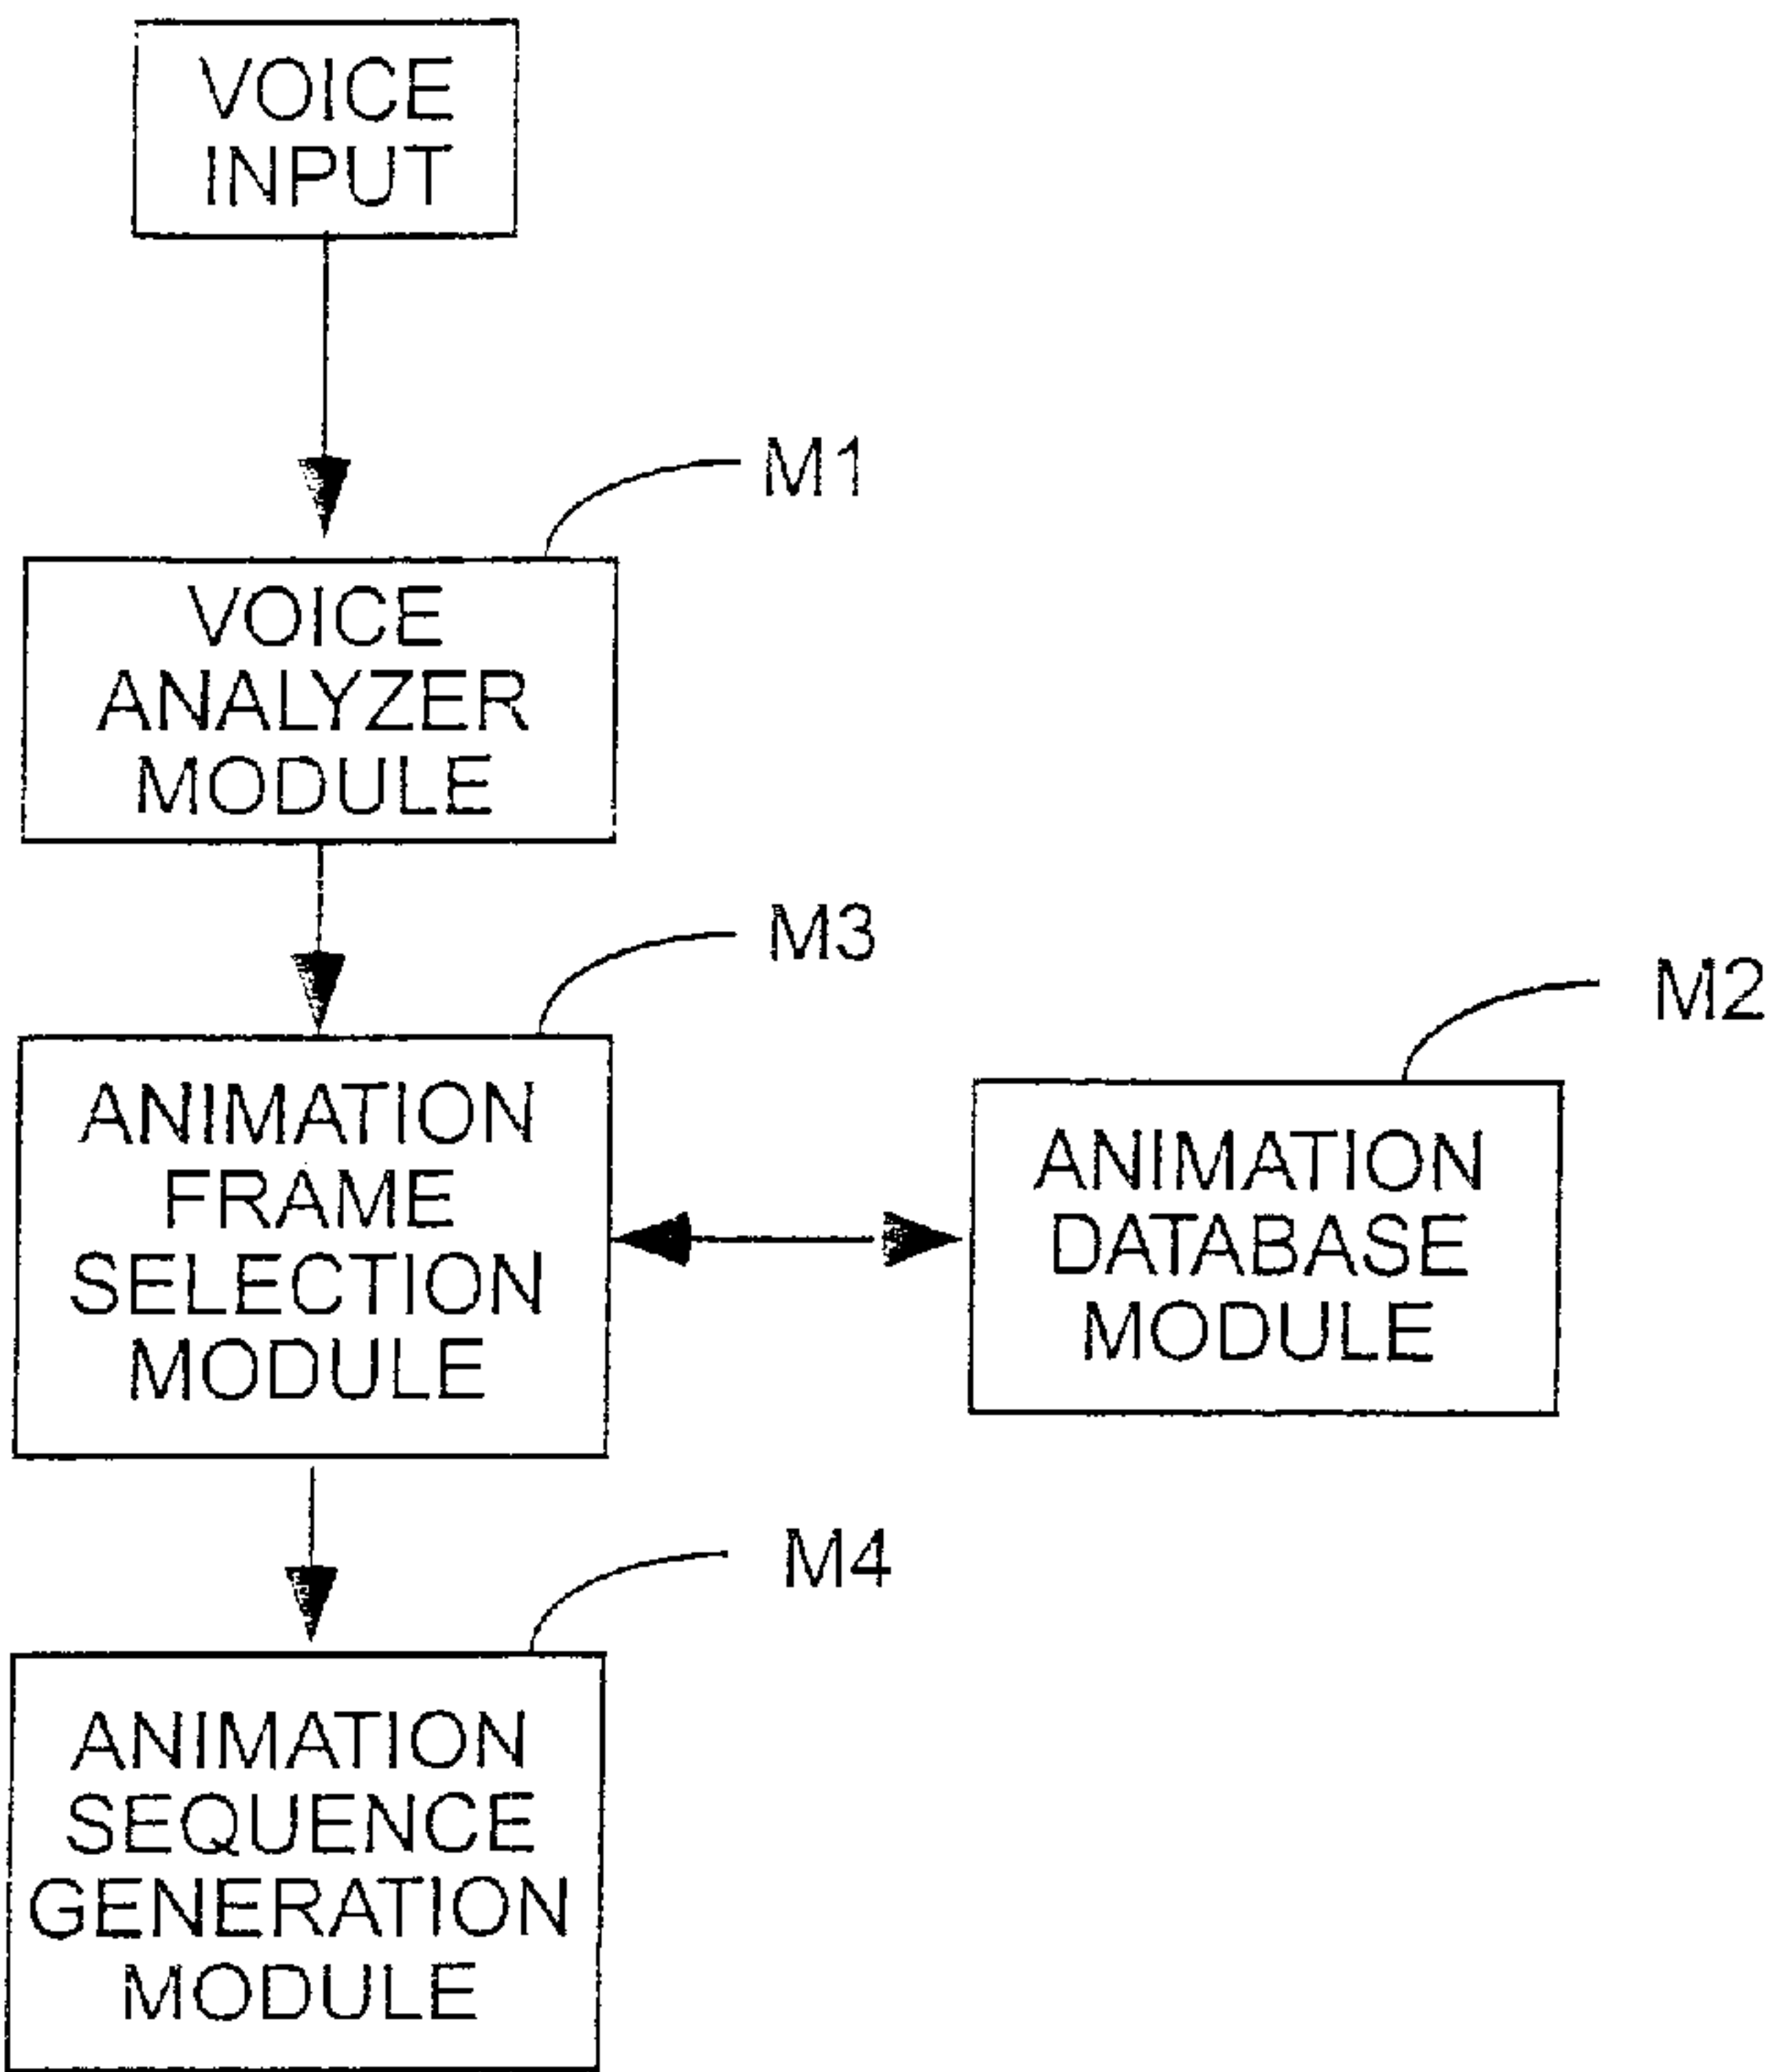 VOICE
INPUT
M1
VOICE
ANALYZER
MODULE
M3
ANIMATION
FRAME
SELECTION
MODULE
M2
ANIMATION
DATABASE
MODULE
M4
ANIMATION
SEQUENCE
GENERATION
MODULE